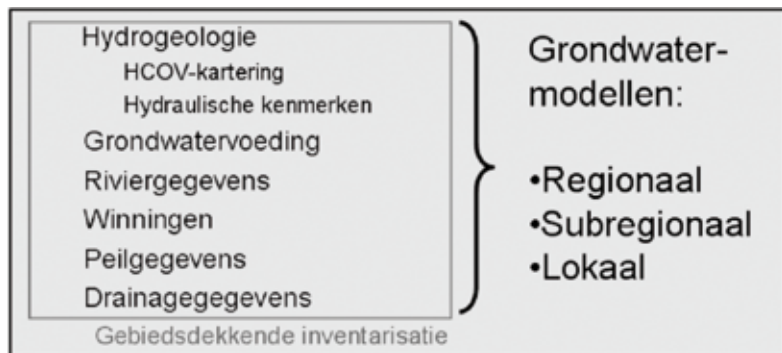 Hydrogeologie
HCOV-kartering
Hydraulische kenmerken
Grondwatervoeding
Riviergegevens
Winningen
Peilgegevens
Drainagegegevens
Gebiedsdekkende inventarisatie
Grondwater-
modellen:
•Regionaal
•Subregionaal
•Lokaal